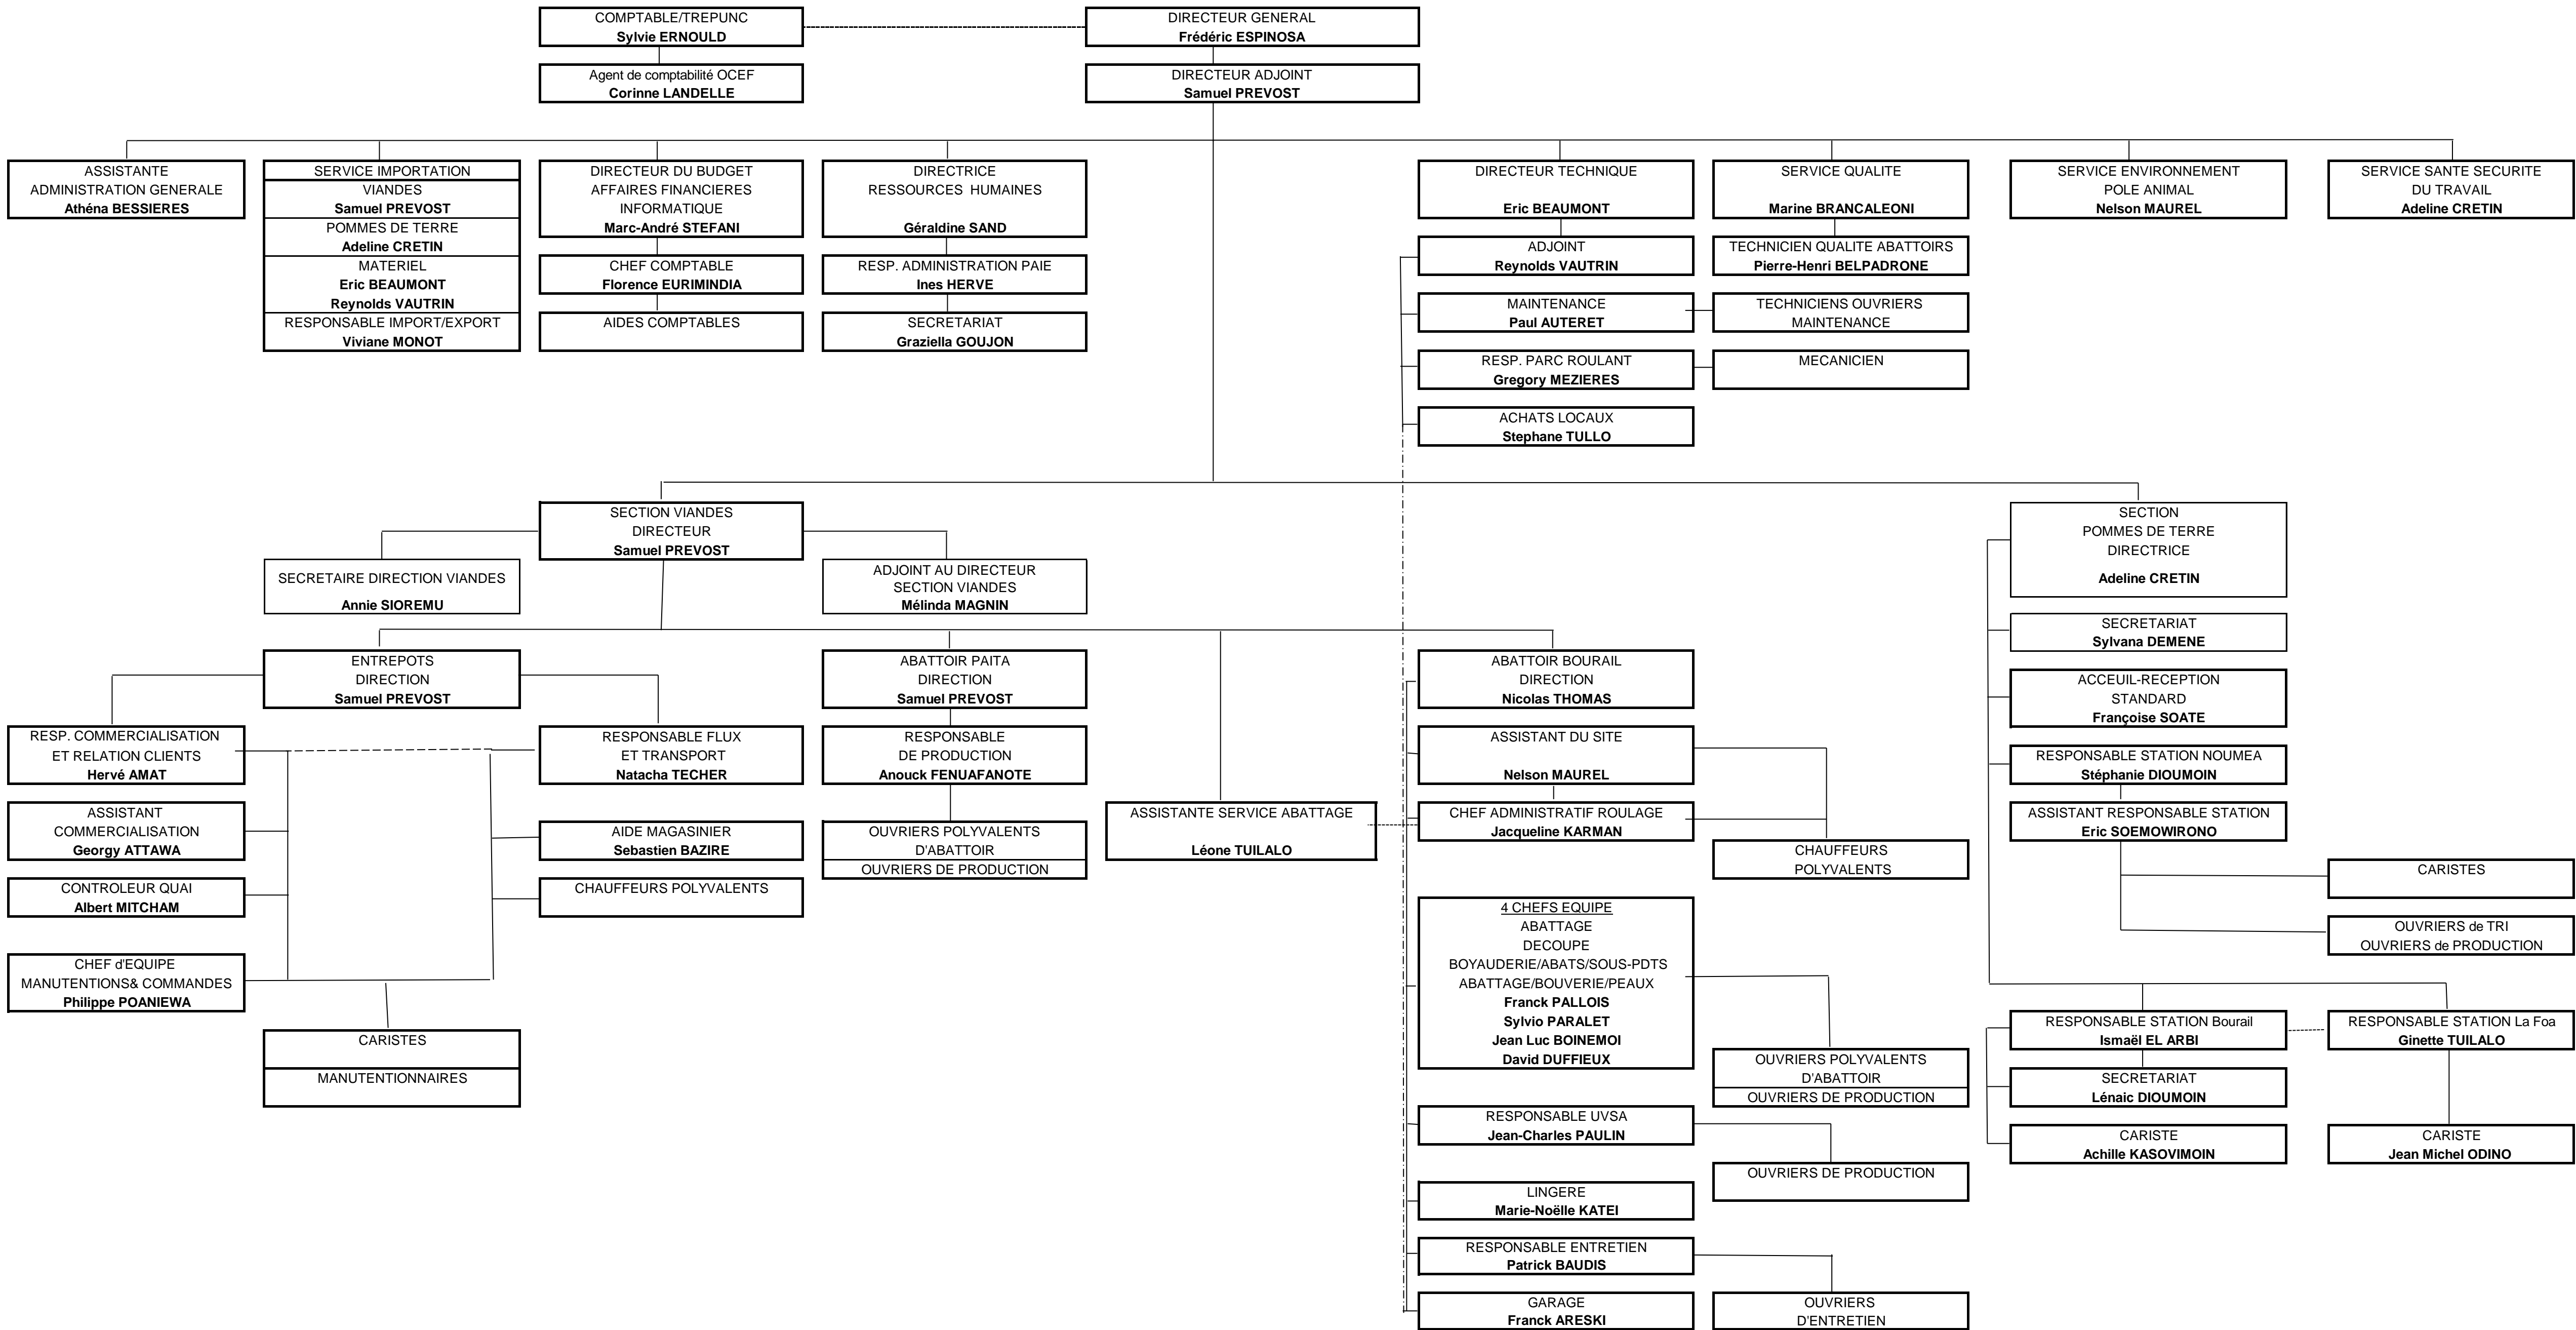 COMPTABLE/TREPUNC
Sylvie ERNOULD
DIRECTEUR GENERAL
Frédéric ESPINOSA
Agent de comptabilité OCEF
Corinne LANDELLE
DIRECTEUR ADJOINT
Samuel PREVOST
ASSISTANTE
ADMINISTRATION GENERALE
Athéna BESSIERES
SERVICE IMPORTATION
VIANDES
Samuel PREVOST
POMMES DE TERRE
Adeline CRETIN
MATERIEL
Eric BEAUMONT
Reynolds VAUTRIN
RESPONSABLE IMPORT/EXPORT
Viviane MONOT
DIRECTEUR DU BUDGET
AFFAIRES FINANCIERES
INFORMATIQUE
Marc-André STEFANI
CHEF COMPTABLE
Florence EURIMINDIA
AIDES COMPTABLES
DIRECTRICE
RESSOURCES HUMAINES
Géraldine SAND
RESP. ADMINISTRATION PAIE
Ines HERVE
SECRETARIAT
Graziella GOUJON
DIRECTEUR TECHNIQUE
Eric BEAUMONT
ADJOINT
Reynolds VAUTRIN
MAINTENANCE
Paul AUTERET
RESP. PARC ROULANT
Gregory MEZIERES
ACHATS LOCAUX
Stephane TULLO
SERVICE QUALITE
Marine BRANCALEONI
TECHNICIEN QUALITE ABATTOIRS
Pierre-Henri BELPADRONE
TECHNICIENS OUVRIERS
MAINTENANCE
MECANICIEN
SERVICE ENVIRONNEMENT
POLE ANIMAL
Nelson MAUREL
SERVICE SANTE SECURITE
DU TRAVAIL
Adeline CRETIN
SECTION VIANDES
DIRECTEUR
Samuel PREVOST
SECRETAIRE DIRECTION VIANDES
Annie SIOREMU
ADJOINT AU DIRECTEUR
SECTION VIANDES
Mélinda MAGNIN
ENTREPOTS
DIRECTION
Samuel PREVOST
RESP. COMMERCIALISATION
ET RELATION CLIENTS
Hervé AMAT
ASSISTANT
COMMERCIALISATION
Georgy ATTAWA
CONTROLEUR QUAI
Albert MITCHAM
CHEF d'EQUIPE
MANUTENTIONS& COMMANDES
Philippe POANIEWA
CARISTES
MANUTENTIONNAIRES
RESPONSABLE FLUX
ET TRANSPORT
Natacha TECHER
AIDE MAGASINIER
Sebastien BAZIRE
CHAUFFEURS POLYVALENTS
ABATTOIR PAITA
DIRECTION
Samuel PREVOST
RESPONSABLE
DE PRODUCTION
Anouck FENUAFANOTE
OUVRIERS POLYVALENTS
D'ABATTOIR
OUVRIERS DE PRODUCTION
ASSISTANTE SERVICE ABATTAGE
Léone TUILALO
ABATTOIR BOURAIL
DIRECTION
Nicolas THOMAS
ASSISTANT DU SITE
Nelson MAUREL
CHEF ADMINISTRATIF ROULAGE
Jacqueline KARMAN
CHAUFFEURS
POLYVALENTS
4 CHEFS EQUIPE
ABATTAGE
DECOUPE
BOYAUDERIE/ABATS/SOUS-PDTS
ABATTAGE/BOUVERIE/PEAUX
Franck PALLOIS
Sylvio PARALET
Jean Luc BOINEMOI
David DUFFIEUX
OUVRIERS POLYVALENTS
D'ABATTOIR
OUVRIERS DE PRODUCTION
RESPONSABLE UVSA
Jean-Charles PAULIN
OUVRIERS DE PRODUCTION
LINGERE
Marie-Noëlle KATEI
RESPONSABLE ENTRETIEN
Patrick BAUDIS
GARAGE
Franck ARESKI
OUVRIERS
D'ENTRETIEN
SECTION
POMMES DE TERRE
DIRECTRICE
Adeline CRETIN
SECRETARIAT
Sylvana DEMENE
ACCEUIL-RECEPTION
STANDARD
Françoise SOATE
RESPONSABLE STATION NOUMEA
Stéphanie DIOUMOIN
ASSISTANT RESPONSABLE STATION
Eric SOEMOWIRONO
CARISTES
OUVRIERS de TRI
OUVRIERS de PRODUCTION
RESPONSABLE STATION Bourail
Ismaël EL ARBI
SECRETARIAT
Lénaic DIOUMOIN
CARISTE
Achille KASOVIMOIN
RESPONSABLE STATION La Foa
Ginette TUILALO
CARISTE
Jean Michel ODINO